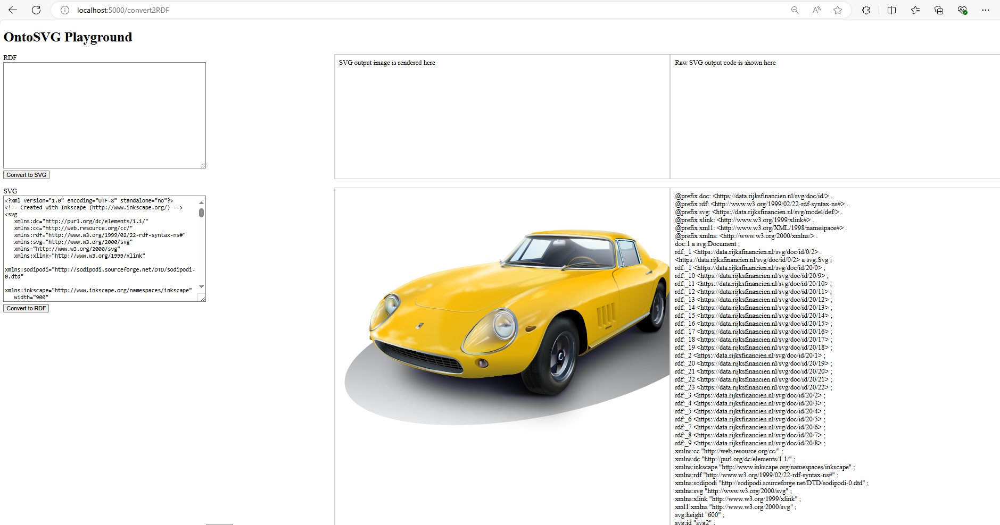 localhost:5000/convert2RDF
OntoSVG Playground
RDF
Convert to SVG
SVG output image is rendered here
Raw SVG output code is shown here
SVG
<?xml version="1.0" encoding="UTF-8" standalone="no"?>
<!-- Created with Inkscape (http://www.inkscape.org/) -->
<svg
xmlns:dc="http://purl.org/dc/elements/1.1/"
xmlns:cc="http://web.resource.org/cc/"
xmlns:rdf="http://www.w3.org/1999/02/22-rdf-syntax-ns#"
xmlns:svg="http://www.w3.org/2000/svg"
xmlns="http://www.w3.org/2000/svg"
xmlns:xlink="http://www.w3.org/1999/xlink"
xmlns:sodipodi="http://sodipodi.sourceforge.net/DTD/sodipodi-
0.dtd"
xmlns:inkscape="http://www.inkscape.org/namespaces/inkscape"
width="900"
Convert to RDF
@prefix doc: <https://data.rijksfinancien.nl/svg/doc/id/> .
@prefix rdf: <http://www.w3.org/1999/02/22-rdf-syntax-ns#> .
@prefix svg: <https://data.rijksfinancien.nl/svg/model/def/> .
@prefix xlink: <http://www.w3.org/1999/xlink#> .
@prefix xml1: <http://www.w3.org/XML/1998/namespace#> .
@prefix xmlns: <http://www.w3.org/2000/xmlns/> .
doc:1 a svg:Document ;
rdf:_1 <https://data.rijksfinancien.nl/svg/doc/id/0/2> .
<https://data.rijksfinancien.nl/svg/doc/id/0/2> a svg:Svg ;
rdf:_1 <https://data.rijksfinancien.nl/svg/doc/id/20/0> ;
rdf:_10 <https://data.rijksfinancien.nl/svg/doc/id/20/9> ;
rdf:_11 <https://data.rijksfinancien.nl/svg/doc/id/20/10> ;
rdf:_12 <https://data.rijksfinancien.nl/svg/doc/id/20/11> ;
rdf:_13 <https://data.rijksfinancien.nl/svg/doc/id/20/12> ;
rdf:_14 <https://data.rijksfinancien.nl/svg/doc/id/20/13> ;
rdf:_15 <https://data.rijksfinancien.nl/svg/doc/id/20/14> ;
rdf:_16 <https://data.rijksfinancien.nl/svg/doc/id/20/15> ;
rdf:_17 <https://data.rijksfinancien.nl/svg/doc/id/20/16> ;
rdf:_18 <https://data.rijksfinancien.nl/svg/doc/id/20/17> ;
rdf:_19 <https://data.rijksfinancien.nl/svg/doc/id/20/18> ;
rdf:_2 <https://data.rijksfinancien.nl/svg/doc/id/20/1> ;
rdf:_20 <https://data.rijksfinancien.nl/svg/doc/id/20/19> ;
rdf:_21 <https://data.rijksfinancien.nl/svg/doc/id/20/20> ;
rdf:_22 <https://data.rijksfinancien.nl/svg/doc/id/20/21> ;
rdf:_23 <https://data.rijksfinancien.nl/svg/doc/id/20/22> ;
rdf:_3 <https://data.rijksfinancien.nl/svg/doc/id/20/2> ;
rdf:_4 <https://data.rijksfinancien.nl/svg/doc/id/20/3> ;
rdf:_5 <https://data.rijksfinancien.nl/svg/doc/id/20/4> ;
rdf:_6 <https://data.rijksfinancien.nl/svg/doc/id/20/5> ;
rdf:_7 <https://data.rijksfinancien.nl/svg/doc/id/20/6> ;
rdf:_8 <https://data.rijksfinancien.nl/svg/doc/id/20/7> ;
rdf:_9 <https://data.rijksfinancien.nl/svg/doc/id/20/8> ;
xmlns:cc "http://web.resource.org/cc/" ;
xmlns:dc "http://purl.org/dc/elements/1.1/" ;
xmlns:inkscape "http://www.inkscape.org/namespaces/inkscape" ;
xmlns:rdf "http://www.w3.org/1999/02/22-rdf-syntax-ns#" ;
xmlns:sodipodi "http://sodipodi.sourceforge.net/DTD/sodipodi-0.dtd" ;
xmlns:svg "http://www.w3.org/2000/svg" ;
xmlns:xlink "http://www.w3.org/1999/xlink" ;
xml1:xmlns "http://www.w3.org/2000/svg" ;
svg:height "600" ;
svg:id "svg2" ;